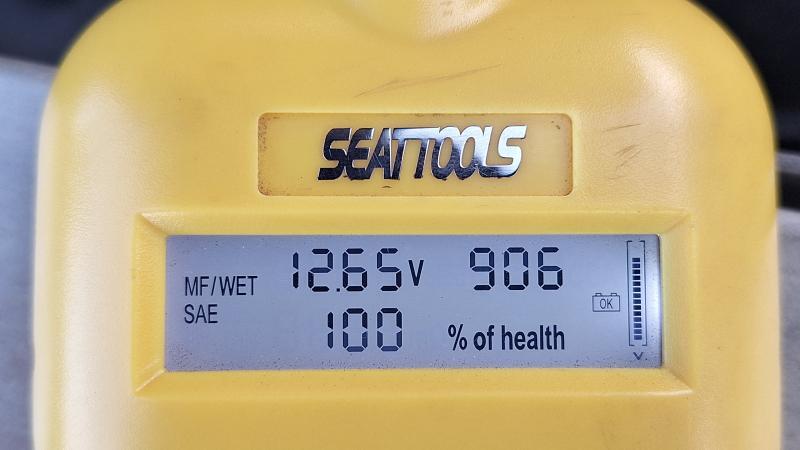 SEATTOOLS
MF/WET 12.65V 906
SAE 100 % of health
OK
V